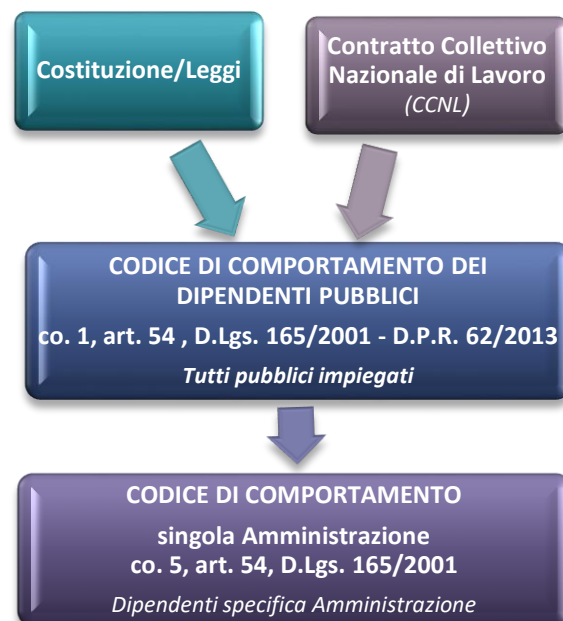 Costituzione/Leggi
Contratto Collettivo
Nazionale di Lavoro
(CCNL)
CODICE DI COMPORTAMENTO DEI
DIPENDENTI PUBBLICI
co. 1, art. 54 , D.Lgs. 165/2001 - D.P.R. 62/2013
Tutti pubblici impiegati
CODICE DI COMPORTAMENTO
singola Amministrazione
co. 5, art. 54, D.Lgs. 165/2001
Dipendenti specifica Amministrazione